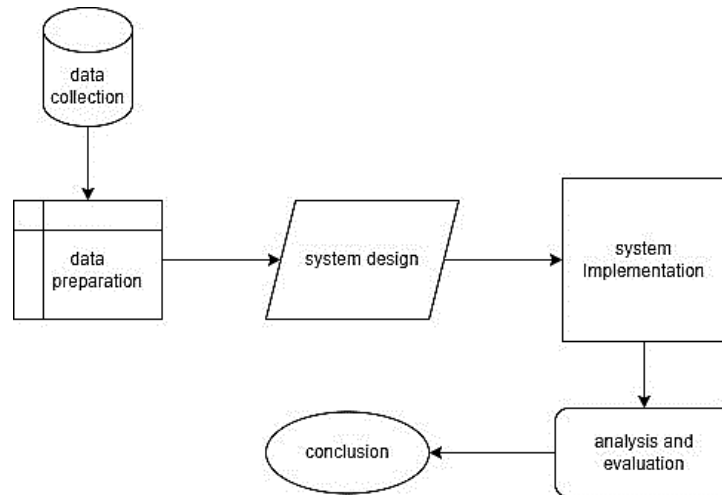 data
collection
data
preparation
system design
system
Implementation
analysis and
evaluation
conclusion